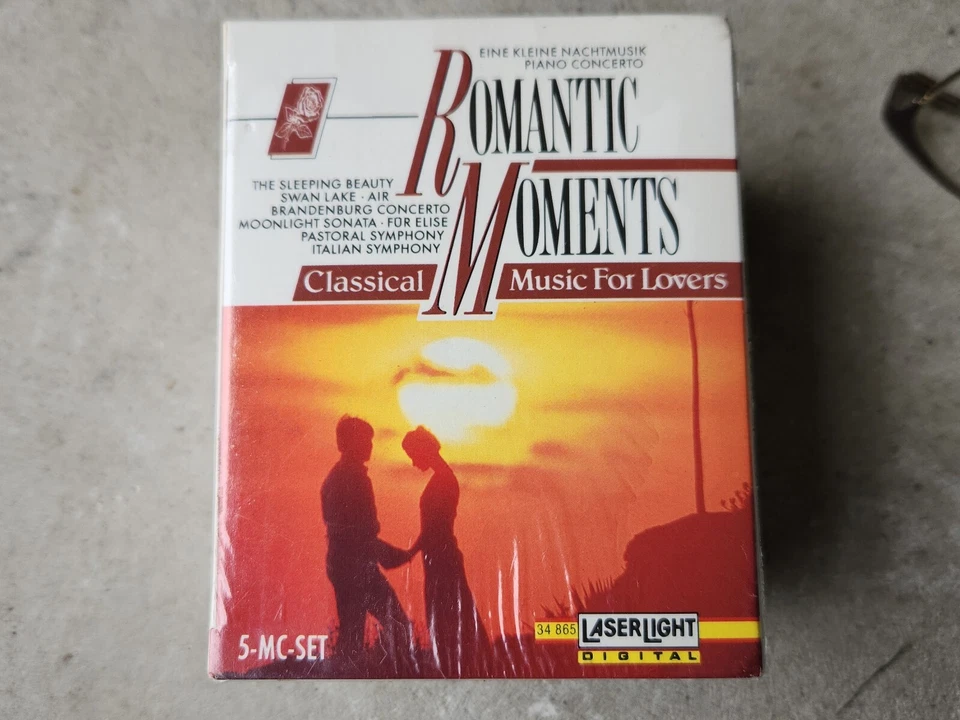 EINE KLEINE NACHTMUSIK
PIANO CONCERTO
ROMANTIC
MOMENTS
THE SLEEPING BEAUTY
SWAN LAKE · AIR
BRANDENBURG CONCERTO
MOONLIGHT SONATA · FÜR ELISE
PASTORAL SYMPHONY
ITALIAN SYMPHONY
Classical Music For Lovers
5-MC-SET
34 865
LASERLIGHT
DIGITAL